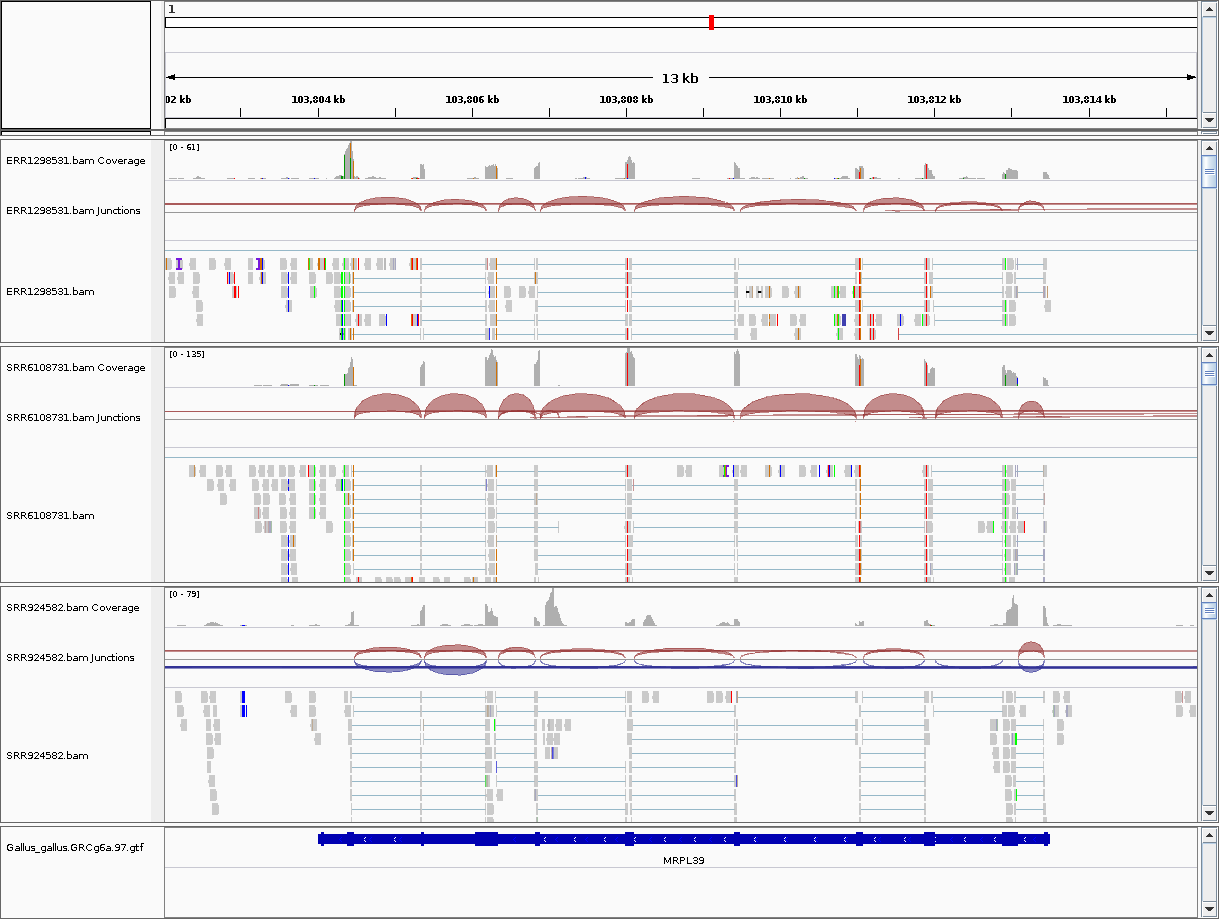 1
13 kb
02 kb 103,804 kb 103,806 kb 103,808 kb 103,810 kb 103,812 kb 103,814 kb
ERR1298531.bam Coverage
[0 - 61]
ERR1298531.bam Junctions
ERR1298531.bam
SRR6108731.bam Coverage
[0 - 135]
SRR6108731.bam Junctions
SRR6108731.bam
SRR924582.bam Coverage
[0 - 79]
SRR924582.bam Junctions
SRR924582.bam
Gallus_gallus.GRCg6a.97.gtf
MRPL39